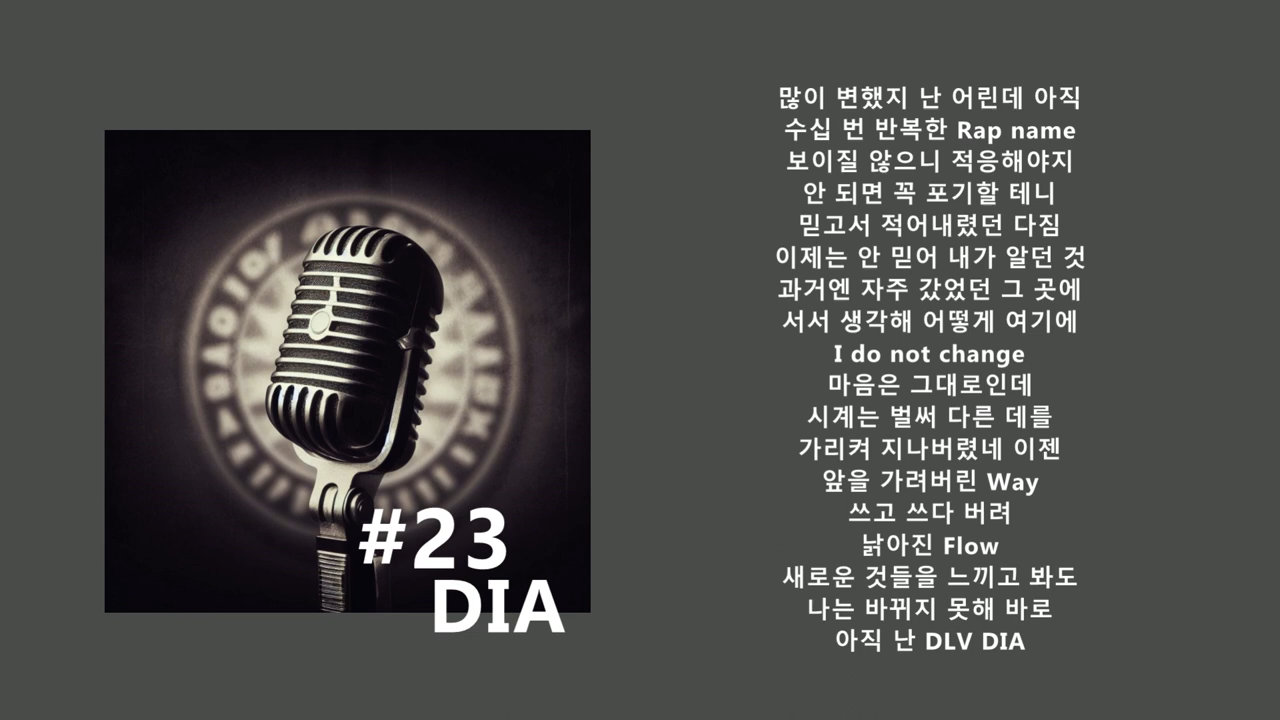 #23
DIA
많이 변했지 난 어린데 아직
수십 번 반복한 Rap name
보이질 않으니 적응해야지
안 되면 꼭 포기할 테니
믿고서 적어내렸던 다짐
이제는 안 믿어 내가 알던 것
과거엔 자주 갔었던 그 곳에
서서 생각해 어떻게 여기에
I do not change
마음은 그대로인데
시계는 벌써 다른 데를
가리켜 지나버렸네 이젠
앞을 가려버린 Way
쓰고 쓰다 버려
낡아진 Flow
새로운 것들을 느끼고 봐도
나는 바뀌지 못해 바로
아직 난 DLV DIA